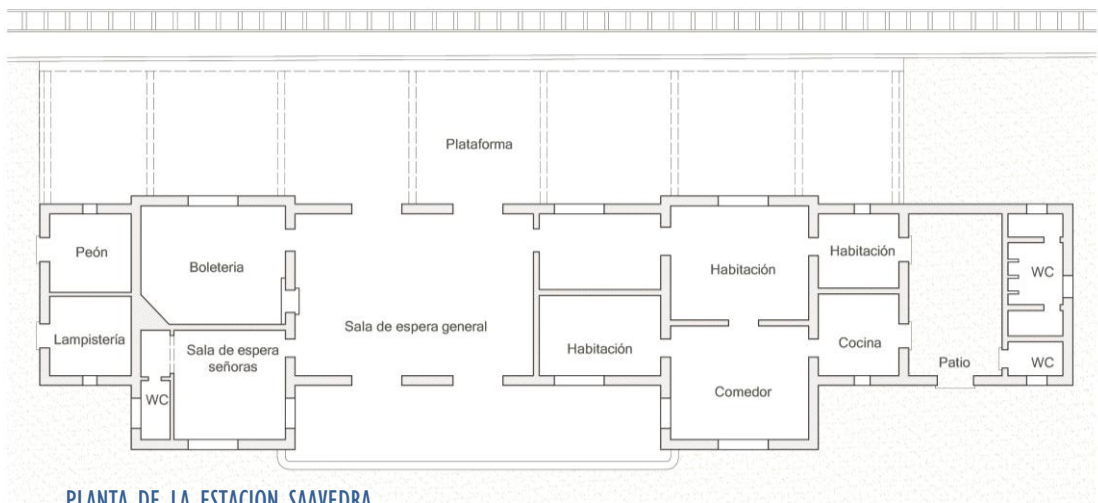 Plataforma
Peón
Boleteria
Habitación
Habitación
WC
Sala de espera general
Lampistería
Sala de espera
señoras
Habitación
Cocina
Patio
WC
WC
Comedor
PLANTA DE LA ESTACION SAAVEDRA